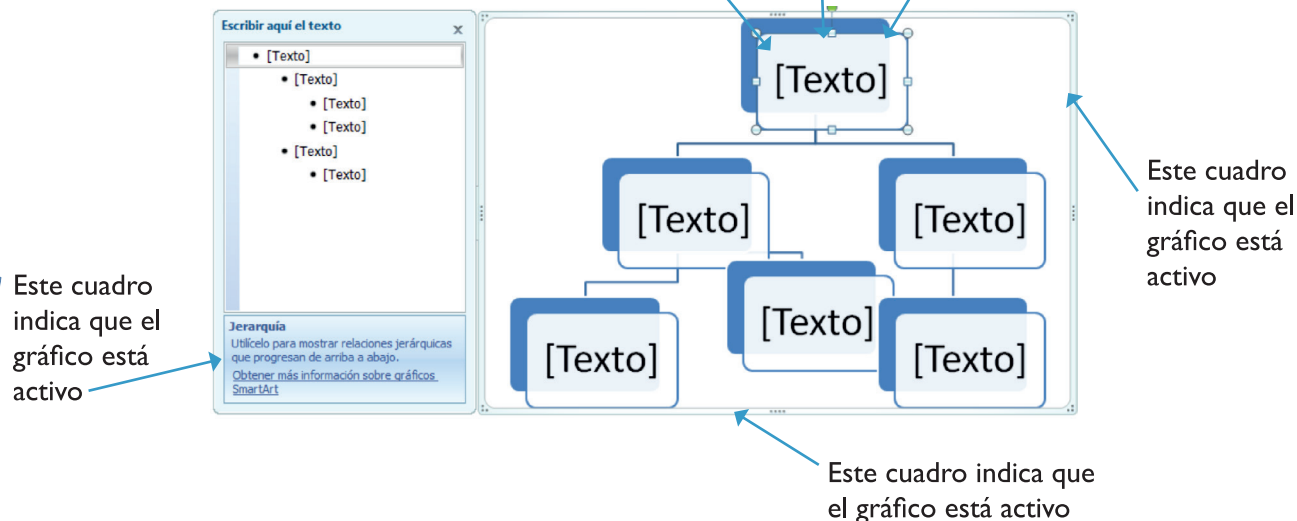 Escribir aquí el texto
x
• [Texto]
• [Texto]
• [Texto]
• [Texto]
• [Texto]
• [Texto]
Jerarquía
Utilícelo para mostrar relaciones jerárquicas
que progresan de arriba a abajo.
Obtener más información sobre gráficos
SmartArt
[Texto]
[Texto]
[Texto]
[Texto]
[Texto]
[Texto]
Este cuadro
indica que el
gráfico está
activo
Este cuadro
indica que el
gráfico está
activo
Este cuadro indica que
el gráfico está activo